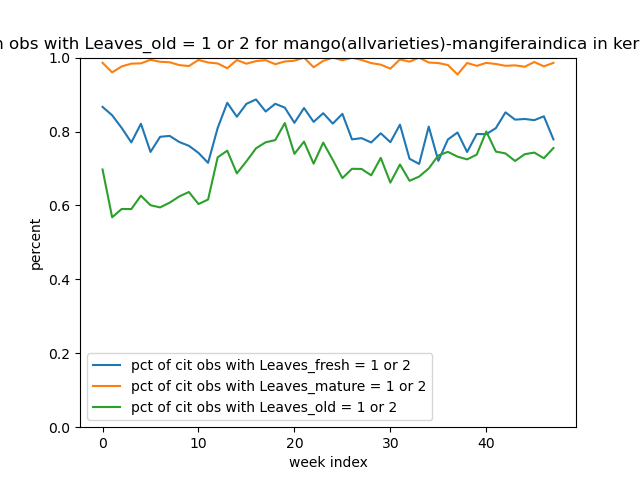 obs with Leaves_old = 1 or 2 for mango(allvarieties)-mangiferaindica in
1.0
0.8
0.6
0.4
0.2
0.0
percent
pct of cit obs with Leaves_fresh = 1 or 2
pct of cit obs with Leaves_mature = 1 or 2
pct of cit obs with Leaves_old = 1 or 2
0 10 20 30 40
week index